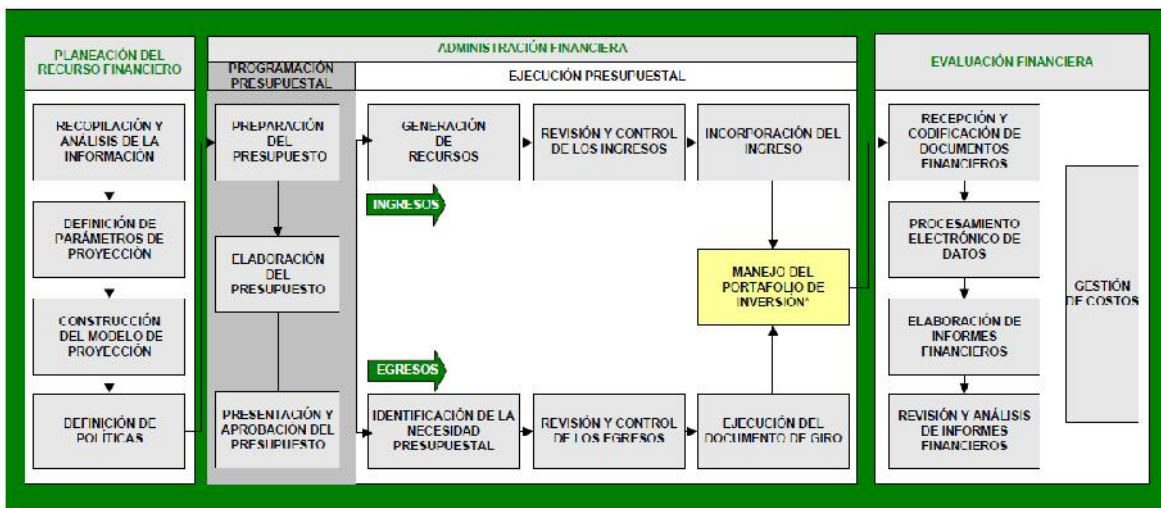 PLANEACIÓN DEL
RECURSO FINANCIERO
RECOPILACIÓN Y
ANÁLISIS DE LA
INFORMACIÓN
DEFINICIÓN DE
PARÁMETROS DE
PROYECCIÓN
CONSTRUCCIÓN
DEL MODELO DE
PROYECCIÓN
DEFINICIÓN DE
POLÍTICAS
ADMINISTRACIÓN FINANCIERA
PROGRAMACIÓN
PRESUPUESTAL
EJECUCIÓN PRESUPUESTAL
PREPARACIÓN
DEL
PRESUPUESTO
ELABORACIÓN
DEL
PRESUPUESTO
PRESENTACIÓN Y
APROBACIÓN DEL
PRESUPUESTO
GENERACIÓN
DE
RECURSOS
REVISIÓN Y CONTROL
DE LOS INGRESOS
INCORPORACIÓN DEL
INGRESO
INGRESOS
MANEJO DEL
PORTAFOLIO DE
INVERSIÓN*
EGRESOS
IDENTIFICACIÓN DE LA
NECESIDAD
PRESUPUESTAL
REVISIÓN Y CONTROL
DE LOS EGRESOS
EJECUCIÓN DEL
DOCUMENTO DE GIRO
EVALUACIÓN FINANCIERA
RECEPCIÓN Y
CODIFICACIÓN DE
DOCUMENTOS
FINANCIEROS
PROCESAMIENTO
ELECTRÓNICO DE
DATOS
ELABORACIÓN DE
INFORMES
FINANCIEROS
REVISIÓN Y ANÁLISIS
DE INFORMES
FINANCIEROS
GESTIÓN
DE COSTOS